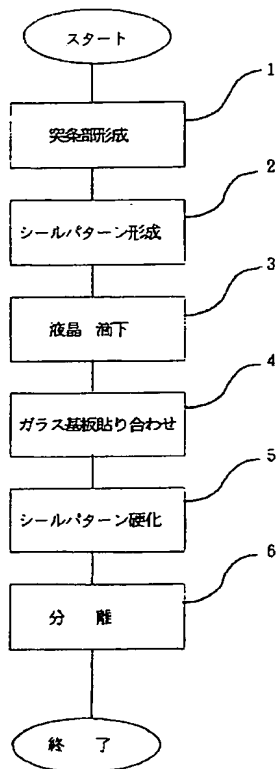 スタート
1
突条部形成
2
シールパターン形成
3
液晶 滴下
4
ガラス基板貼り合わせ
5
シールパターン硬化
6
分 離
終 了